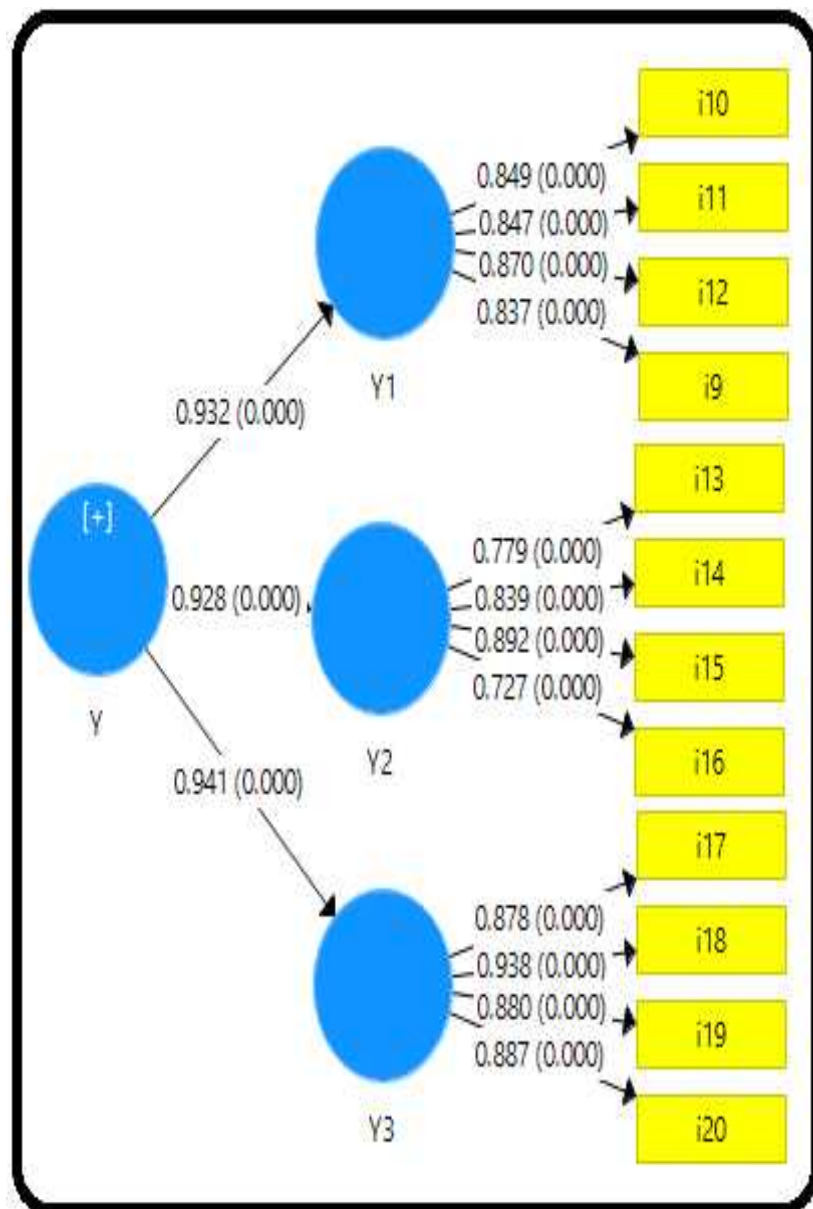 i10
0.849 (0.000)
i11
0.847 (0.000)
0.870 (0.000)
i12
0.837 (0.000)
Y1
i9
0.932 (0.000)
i13
[+]
0.779 (0.000)
i14
0.928 (0.000)
0.839 (0.000)
0.892 (0.000)
i15
0.727 (0.000)
Y
Y2
i16
0.941 (0.000)
i17
0.878 (0.000)
i18
0.938 (0.000)
0.880 (0.000)
i19
0.887 (0.000)
Y3
i20